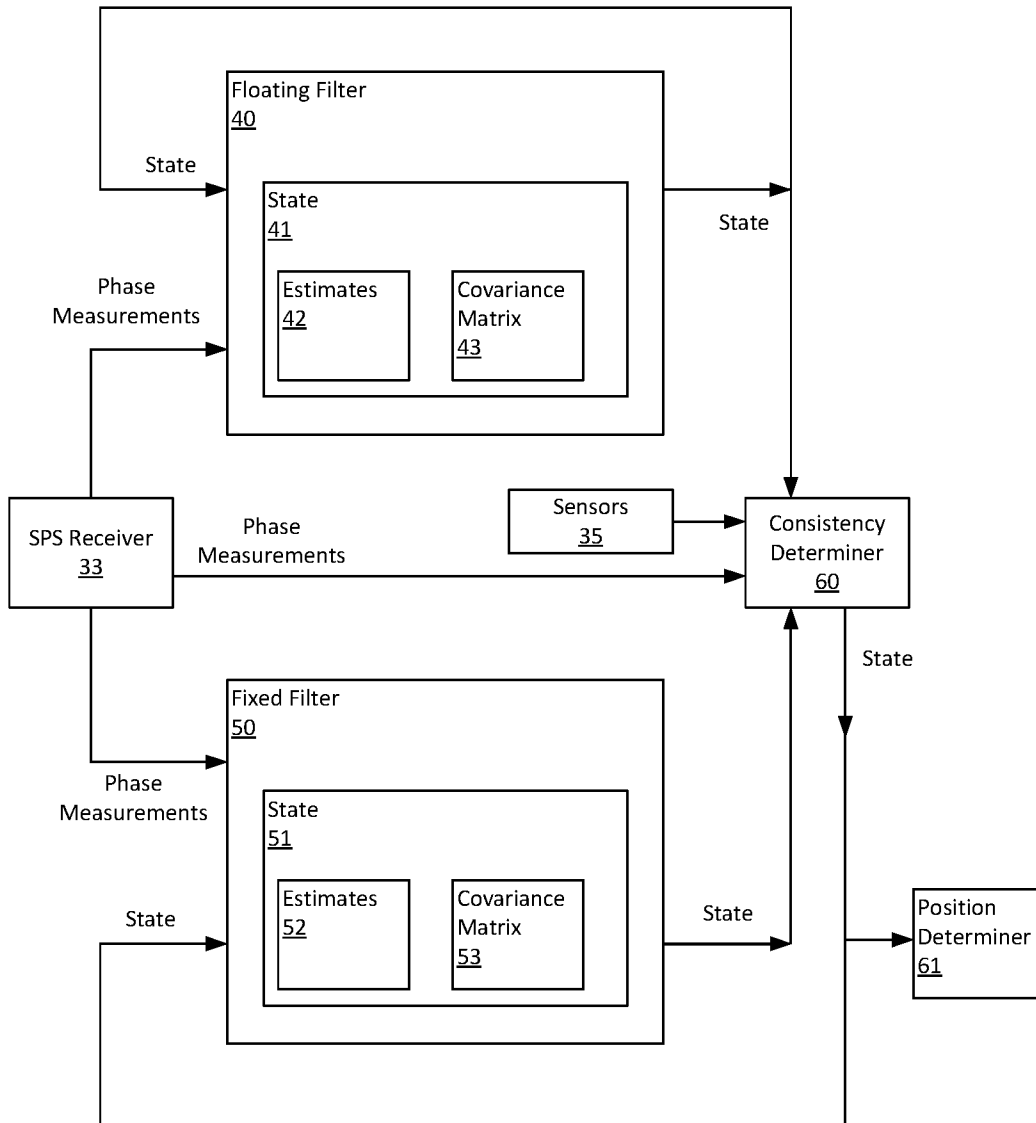 Floating Filter
40
State
State
41
State
Estimates
42
Covariance
Matrix
43
Phase
Measurements
SPS Receiver
33
Phase
Measurements
Sensors
35
Consistency
Determiner
60
State
Fixed Filter
50
Phase
Measurements
State
51
Estimates
52
Covariance
Matrix
53
State
State
Position
Determiner
61